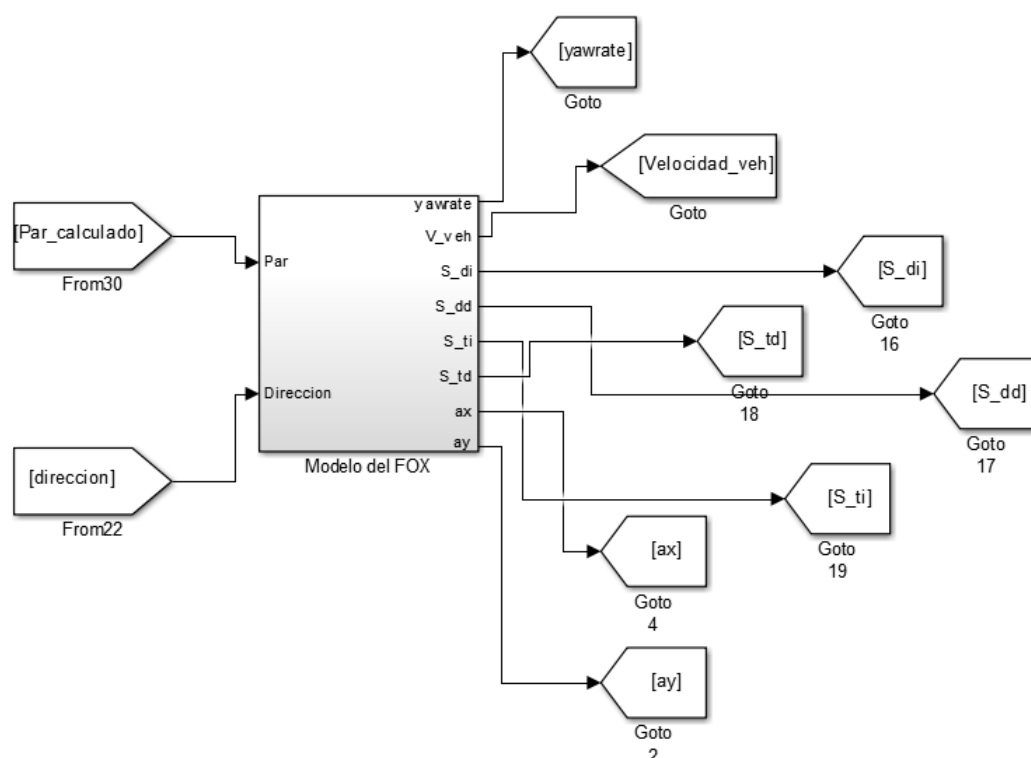 [yawrate]
Goto
[Velocidad_veh]
Goto
[Par_calculado]
From30
[direccion]
From22
Par
Direccion
yawrate
V_veh
S_di
S_dd
S_ti
S_td
ax
ay
Modelo del FOX
[S_di]
Goto
16
[S_td]
Goto
18
[S_dd]
Goto
17
[S_ti]
Goto
19
[ax]
Goto
4
[ay]
Goto
2